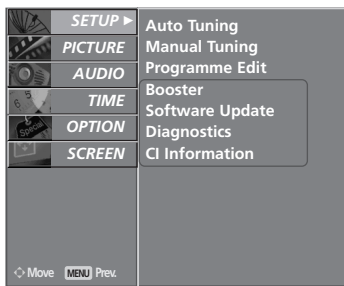 SETUP
PICTURE
AUDIO
TIME
OPTION
SCREEN
Move MENU Prev.
Auto Tuning
Manual Tuning
Programme Edit
Booster
Software Update
Diagnostics
CI Information
Special